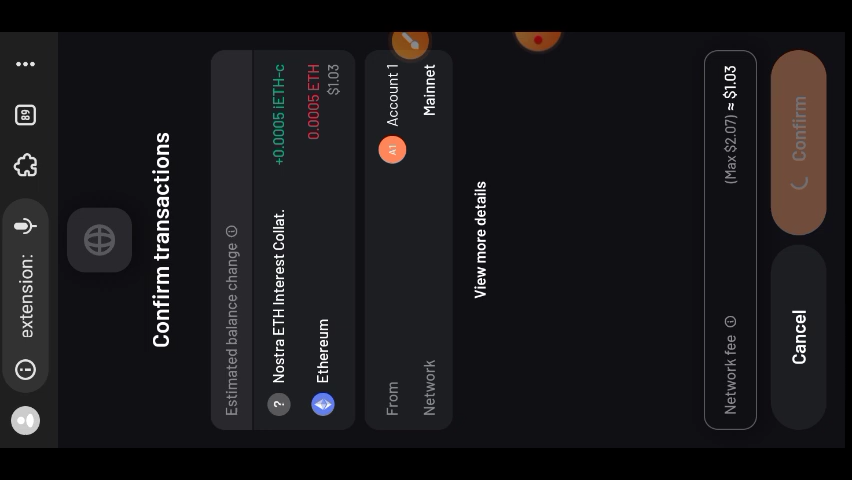 extension:
89
Confirm transactions
Estimated balance change
? Nostra ETH Interest Collat. +0.0005 iETH-c
Ethereum 0.0005 ETH
$1.03
From A1 Account 1
Network Mainnet
View more details
Network fee (Max $2.07) ≈ $1.03
Cancel Confirm